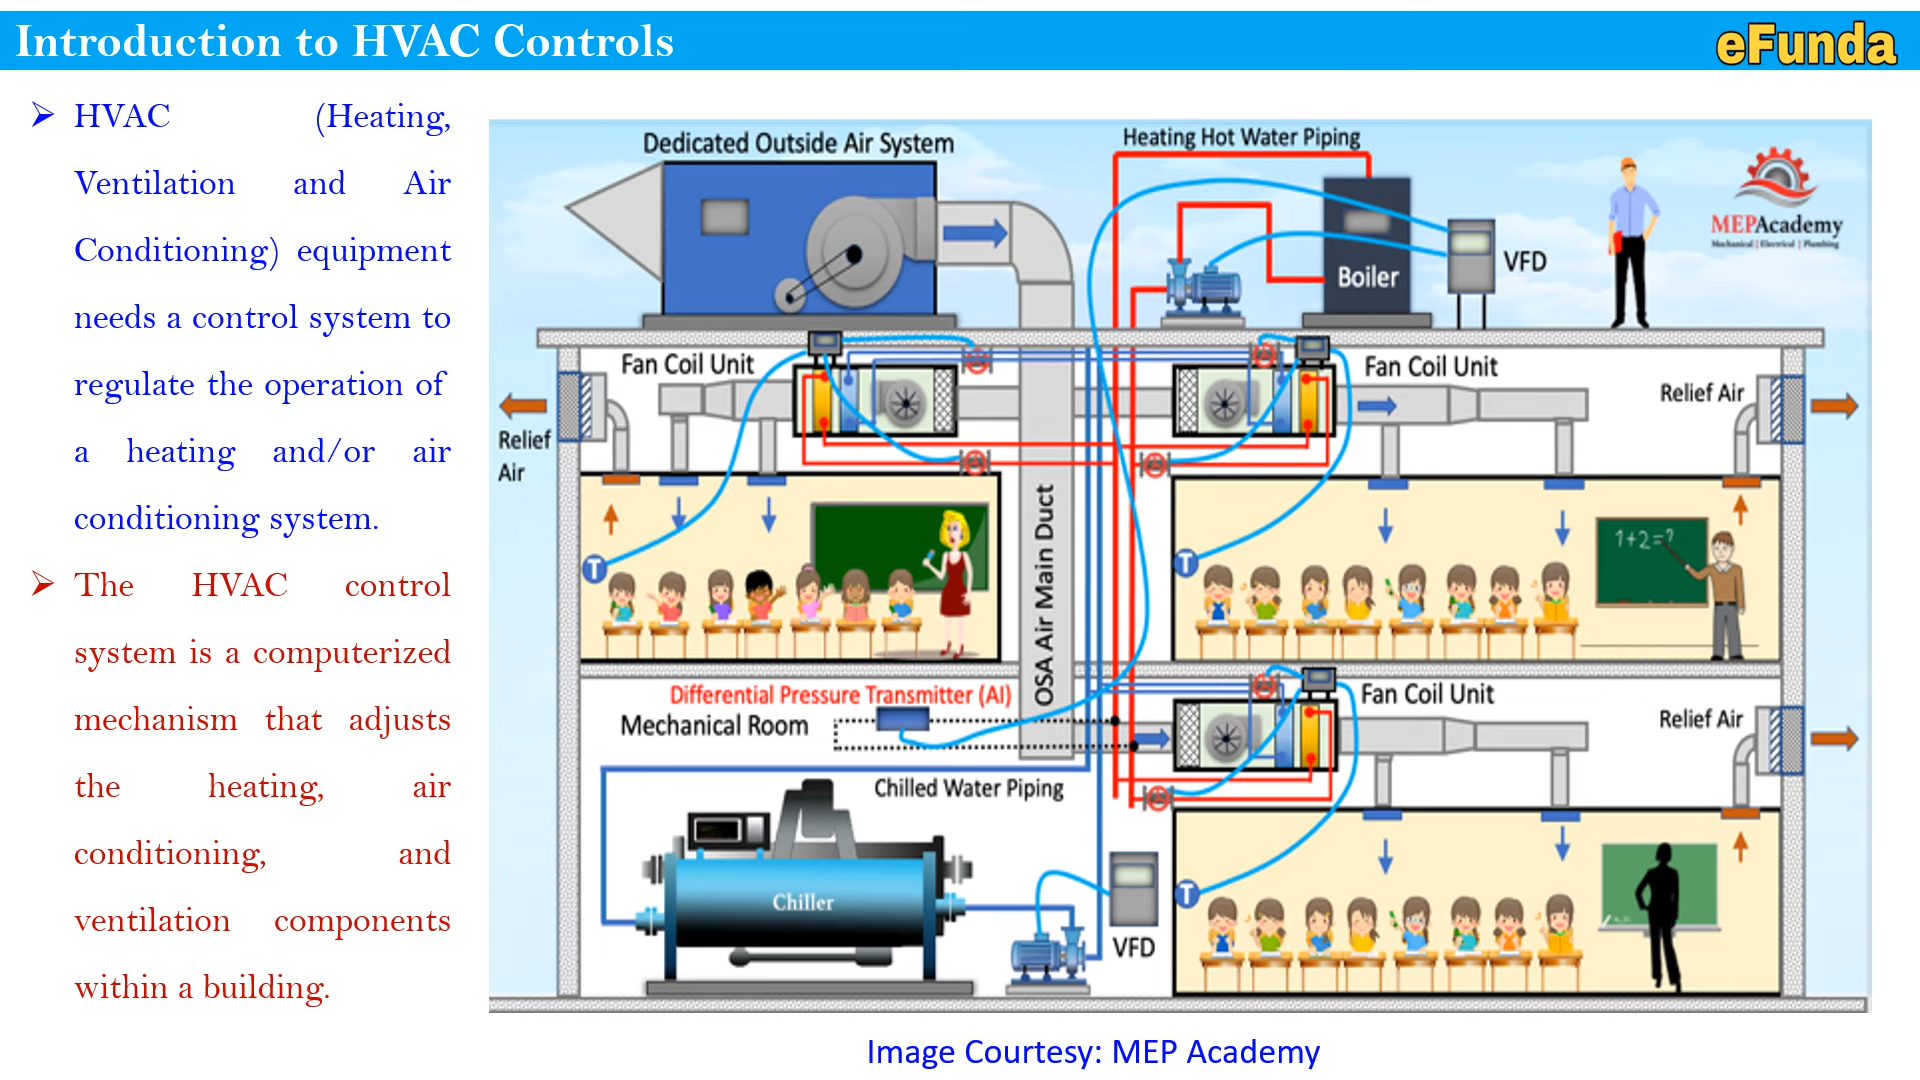 Introduction to HVAC Controls
eFunda
➢ HVAC (Heating,
Ventilation and Air
Conditioning) equipment
needs a control system to
regulate the operation of
a heating and/or air
conditioning system.
➢ The HVAC control
system is a computerized
mechanism that adjusts
the heating, air
conditioning, and
ventilation components
within a building.
Dedicated Outside Air System
Heating Hot Water Piping
MEPAcademy
Mechanical | Electrical | Plumbing
Boiler
VFD
Fan Coil Unit
Fan Coil Unit
Relief Air
Relief
Air
T
T
1+2=?
OSA Air Main Duct
Differential Pressure Transmitter (AI)
Mechanical Room
Fan Coil Unit
Relief Air
Chilled Water Piping
Chiller
VFD
T
Image Courtesy: MEP Academy